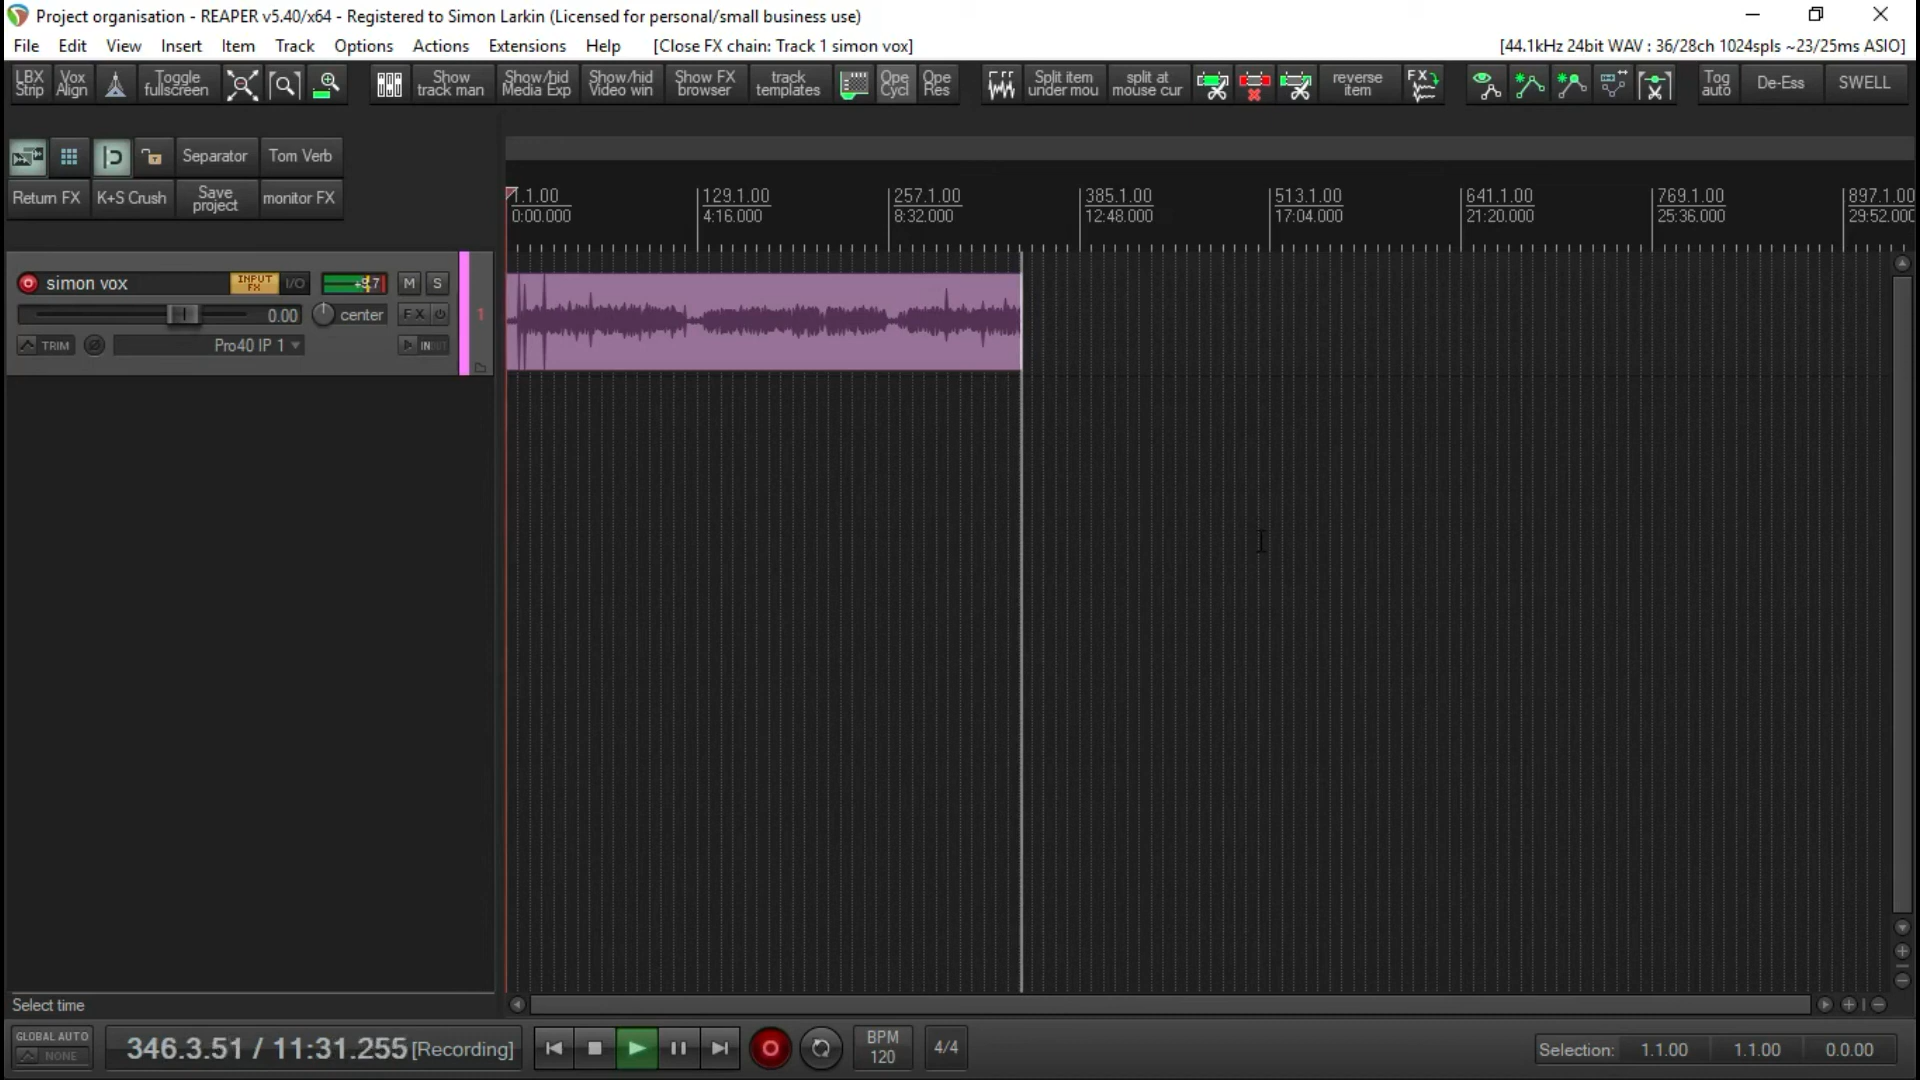 Project organisation - REAPER v5.40/x64 - Registered to Simon Larkin (Licensed for personal/small business use)
File Edit View Insert Item Track Options Actions Extensions Help [Close FX chain: Track 1 simon vox] [44.1kHz 24bit WAV : 36/28ch 1024spls ~23/25ms ASIO]
LBX Strip
Vox Align
Toggle fullscreen
Show track man
Show/hid Media Exp
Show/hid Video win
Show FX browser
track templates
Ope Cycl
Ope Res
Split item under mou
split at mouse cur
reverse item
FX
Tog auto
De-Ess
SWELL
Separator Tom Verb
Return FX K+S Crush Save project monitor FX
1.1.00 129.1.00 257.1.00 385.1.00 513.1.00 641.1.00 769.1.00 897.1.00
0:00.000 4:16.000 8:32.000 12:48.000 17:04.000 21:20.000 25:36.000 29:52.000
simon vox INPUT FX I/O M S
0.00 center FX 1
TRIM Pro40 IP 1 IN
Select time
GLOBAL AUTO
NONE
346.3.51 / 11:31.255 [Recording]
BPM
120
4/4
Selection: 1.1.00 1.1.00 0.0.00